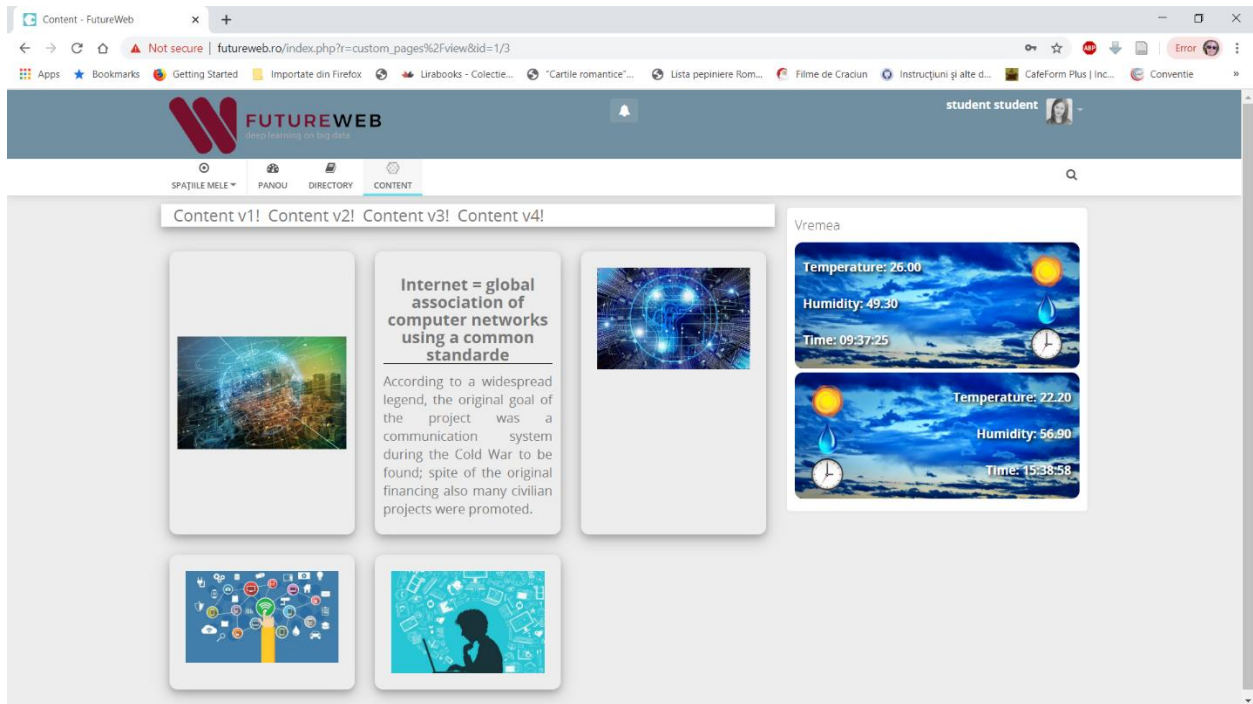 Content - FutureWeb
Not secure | futureweb.ro/index.php?r=custom_pages%2Fview&id=1/3
Error
Apps Bookmarks Getting Started Importate din Firefox Lirabooks - Colectie... "Cartile romantice"... Lista pepiniere Rom... Filme de Craciun Instrucțiuni și alte d... CafeForm Plus | Inc... Conventie
FUTUREWEB
deep learning on big data
student student
SPAȚIILE MELE PANOU DIRECTORY CONTENT
Content v1! Content v2! Content v3! Content v4!
Internet = global
association of
computer networks
using a common
standarde
According to a widespread
legend, the original goal of
the project was a
communication system
during the Cold War to be
found; spite of the original
financing also many civilian
projects were promoted.
Vremea
Temperature: 26.00
Humidity: 49.30
Time: 09:37:25
Temperature: 22.20
Humidity: 56.90
Time: 15:38:58